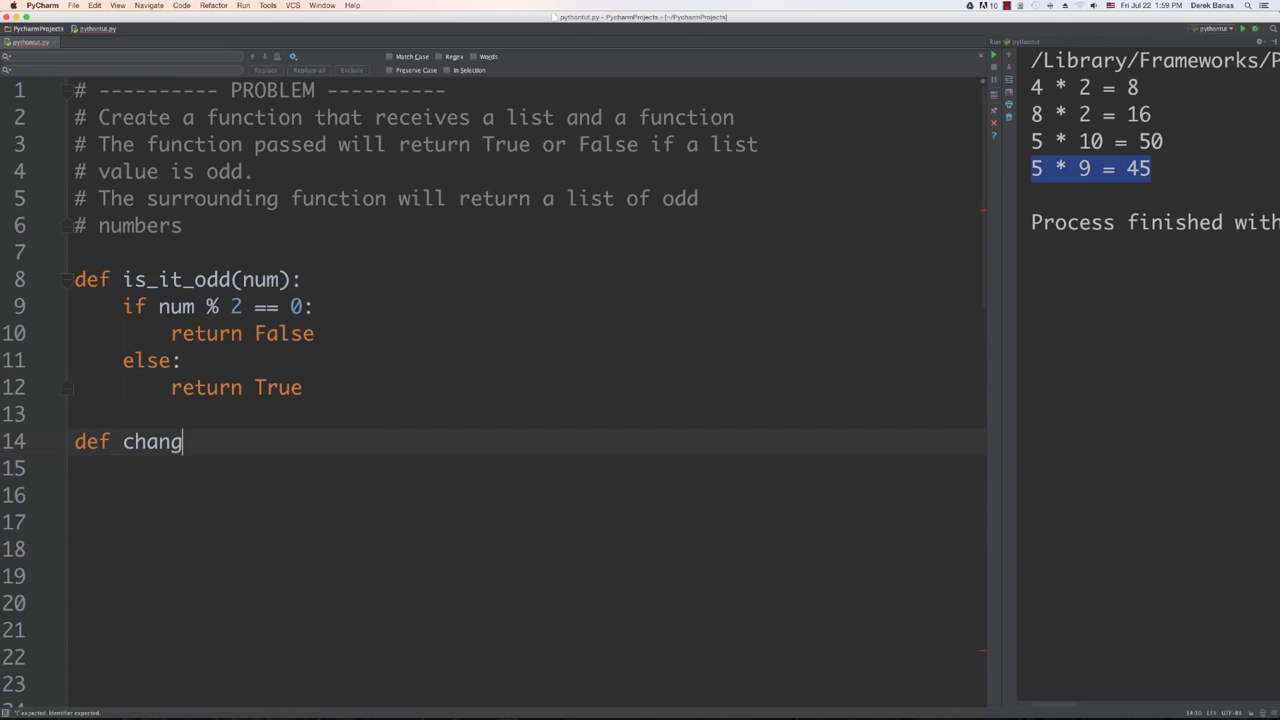 PyCharm File Edit View Navigate Code Refactor Run Tools VCS Window Help
10 Fri Jul 22 1:59 PM Derek Banas
pythontut.py - PycharmProjects - [~/PycharmProjects]
PycharmProjects pythontut.py
pythontut
pythontut.py
Run pythontut
Match Case Regex Words
Replace Replace all Exclude Preserve Case In Selection
1 # ---------- PROBLEM ----------
2 # Create a function that receives a list and a function
3 # The function passed will return True or False if a list
4 # value is odd.
5 # The surrounding function will return a list of odd
6 # numbers
7
8 def is_it_odd(num):
9 if num % 2 == 0:
10 return False
11 else:
12 return True
13
14 def chang
15
16
17
18
19
20
21
22
23
/Library/Frameworks/P
4 * 2 = 8
8 * 2 = 16
5 * 10 = 50
5 * 9 = 45
Process finished with
'(' expected. Identifier expected.
14:10 LF÷ UTF-8÷